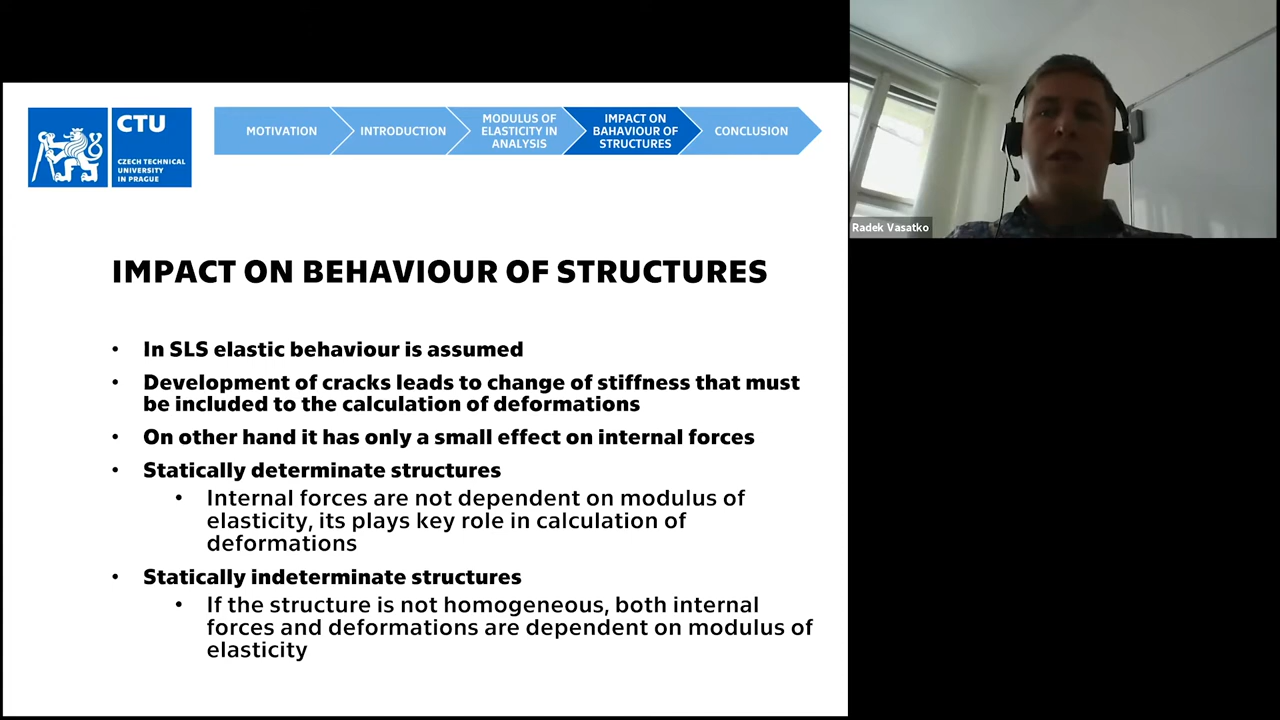 CTU
CZECH TECHNICAL
UNIVERSITY
IN PRAGUE
MOTIVATION
INTRODUCTION
MODULUS OF
ELASTICITY IN
ANALYSIS
IMPACT ON
BAHAVIOUR OF
STRUCTURES
CONCLUSION
Radek Vasatko
IMPACT ON BEHAVIOUR OF STRUCTURES
• In SLS elastic behaviour is assumed
• Development of cracks leads to change of stiffness that must
be included to the calculation of deformations
• On other hand it has only a small effect on internal forces
• Statically determinate structures
• Internal forces are not dependent on modulus of
elasticity, its plays key role in calculation of
deformations
• Statically indeterminate structures
• If the structure is not homogeneous, both internal
forces and deformations are dependent on modulus of
elasticity